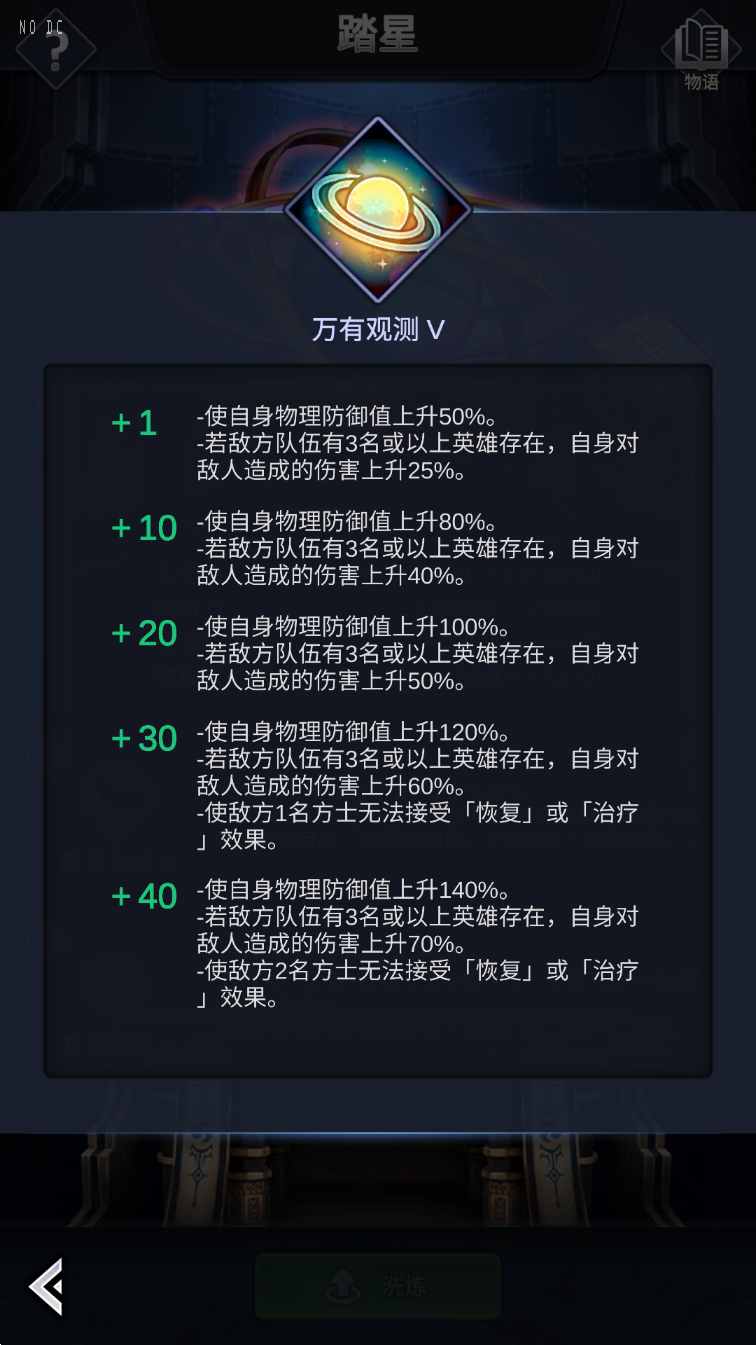 NO DC
踏星
物语
万有观测 V
+1
-使自身物理防御值上升50%。
-若敌方队伍有3名或以上英雄存在，自身对
敌人造成的伤害上升25%。
+10
-使自身物理防御值上升80%。
-若敌方队伍有3名或以上英雄存在，自身对
敌人造成的伤害上升40%。
+20
-使自身物理防御值上升100%。
-若敌方队伍有3名或以上英雄存在，自身对
敌人造成的伤害上升50%。
+30
-使自身物理防御值上升120%。
-若敌方队伍有3名或以上英雄存在，自身对
敌人造成的伤害上升60%。
-使敌方1名方士无法接受「恢复」或「治疗
」效果。
+40
-使自身物理防御值上升140%。
-若敌方队伍有3名或以上英雄存在，自身对
敌人造成的伤害上升70%。
-使敌方2名方士无法接受「恢复」或「治疗
」效果。
洗炼